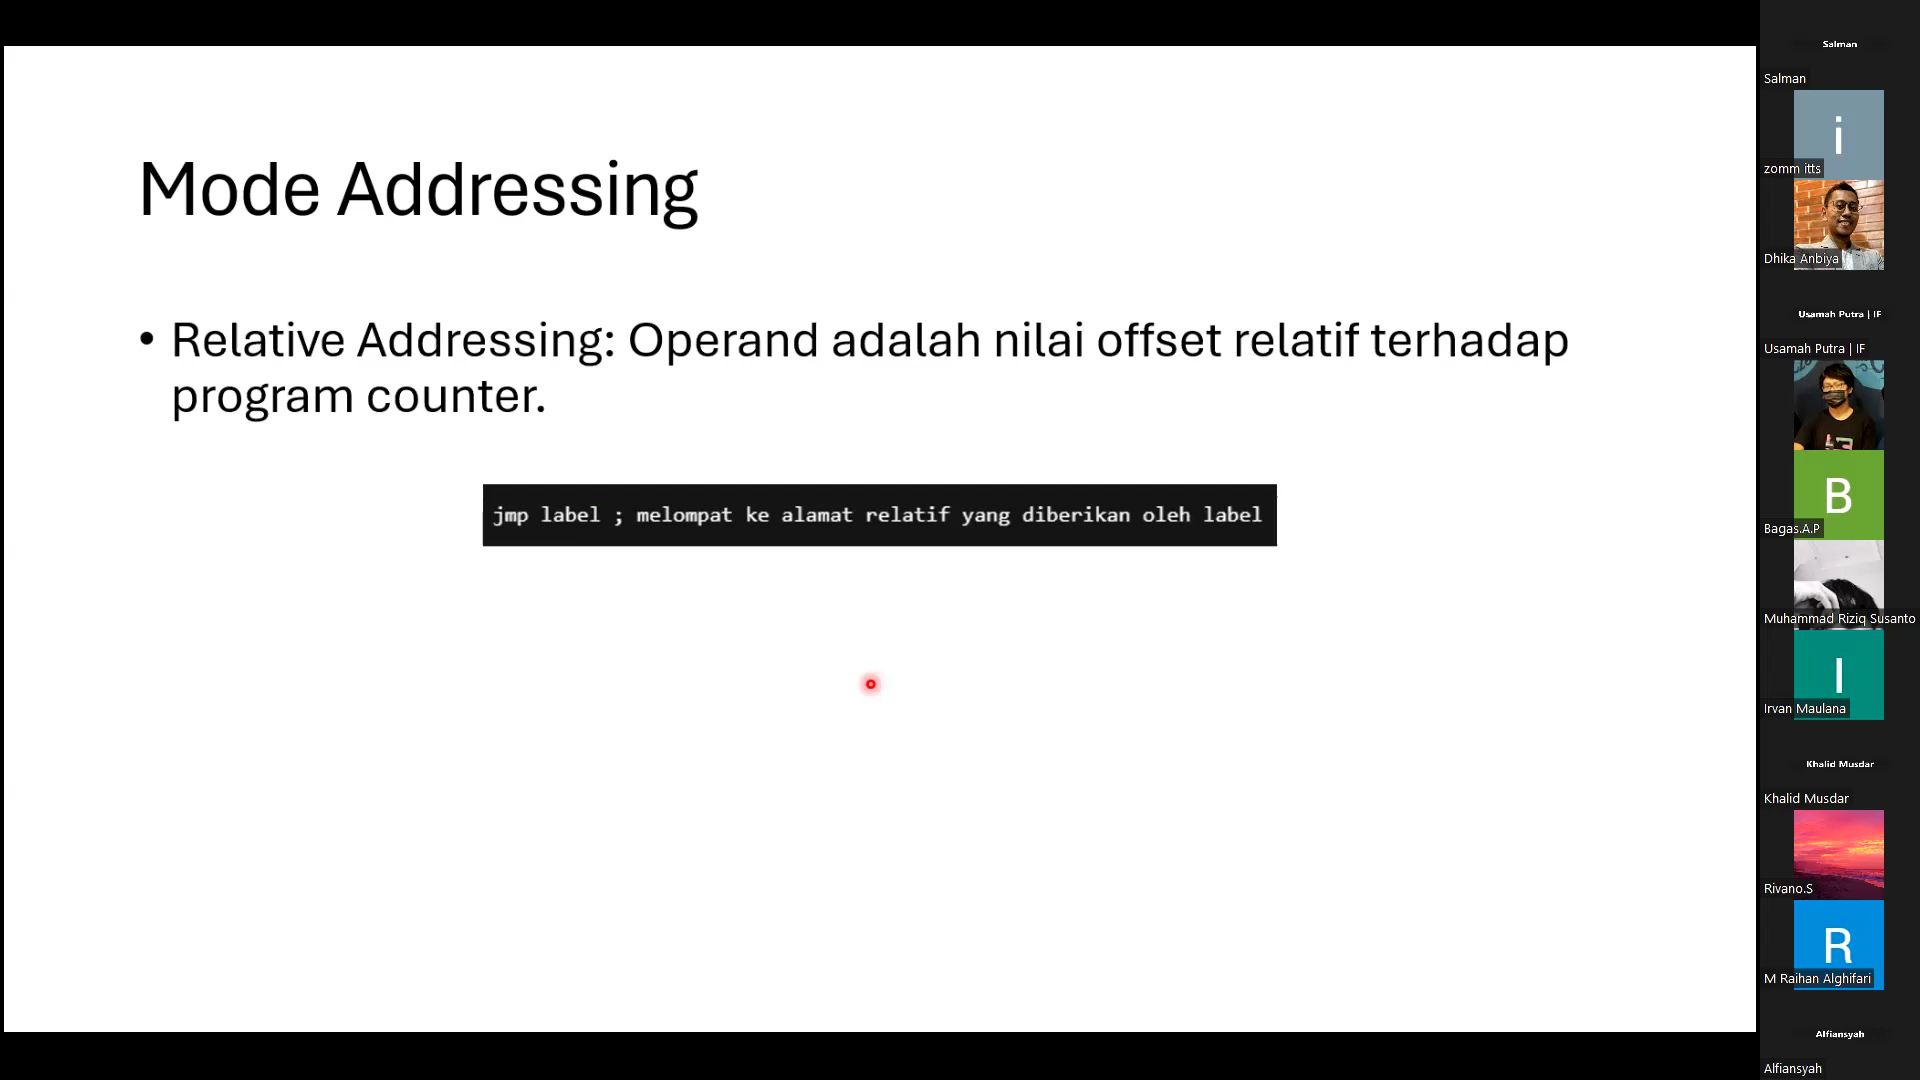 Mode Addressing
• Relative Addressing: Operand adalah nilai offset relatif terhadap
program counter.
jmp label ; melompat ke alamat relatif yang diberikan oleh label
Salman
Salman
i
zomm itts
Dhika Anbiya
Usamah Putra | IF
Usamah Putra | IF
B
Bagas.A.P
Muhammad Riziq Susanto
I
Irvan Maulana
Khalid Musdar
Khalid Musdar
Rivano.S
R
M Raihan Alghifari
Alfiansyah
Alfiansyah